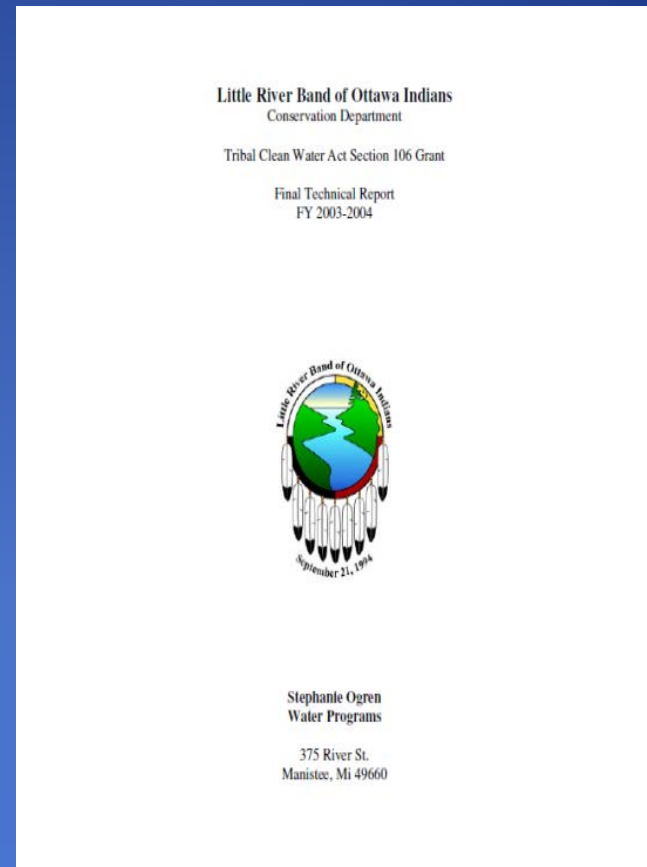 Little River Band of Ottawa Indians
Conservation Department
Tribal Clean Water Act Section 106 Grant
Final Technical Report
FY 2003-2004
Little River Band of Ottawa Indians
September 21, 1994
Stephanie Ogren
Water Programs
375 River St.
Manistee, Mi 49660